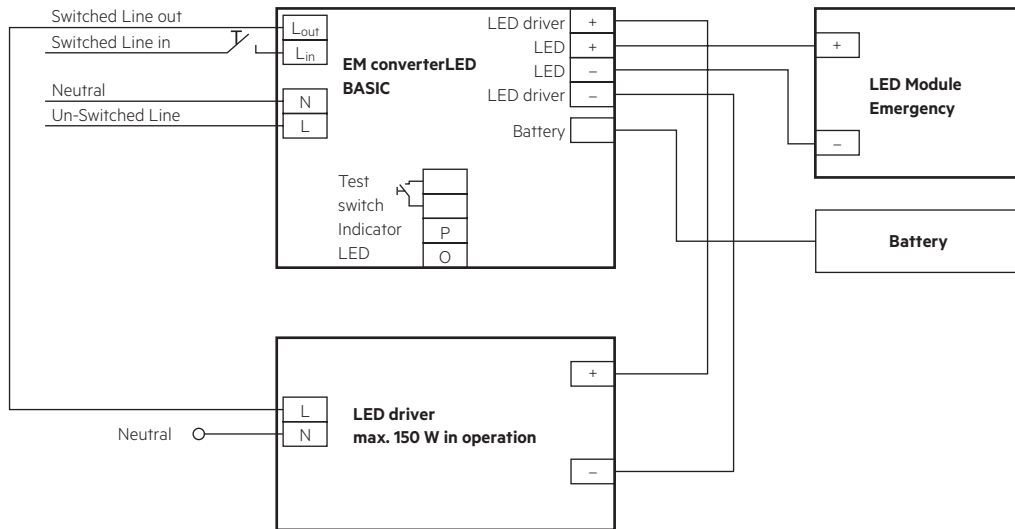 Switched Line out
Switched Line in
Neutral
Un-Switched Line
Lout
Lin
N
L
EM converterLED
BASIC
LED driver +
LED +
LED –
LED driver –
Battery
Test
switch
Indicator P
LED O
+
–
LED Module
Emergency
Battery
L
N
Neutral
LED driver
max. 150 W in operation
+
–